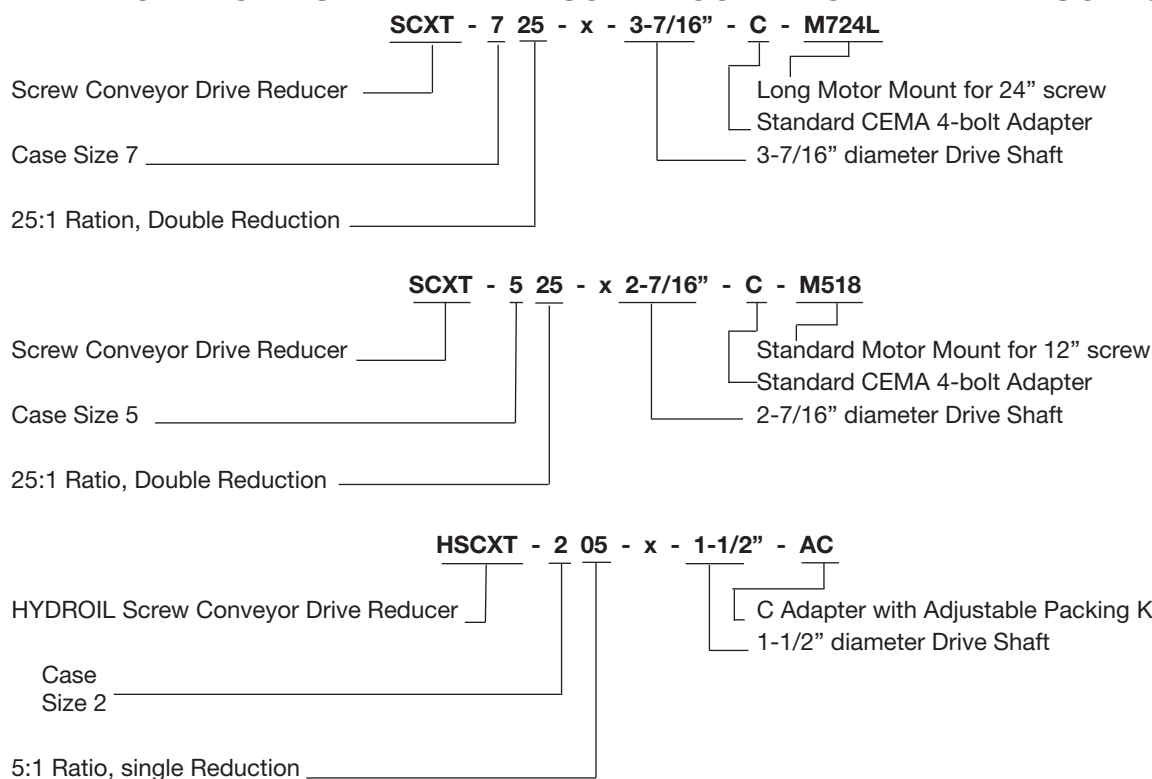 SCXT - 7 25 - x - 3-7/16” - C - M724L
Screw Conveyor Drive Reducer
Long Motor Mount for 24” screw
Standard CEMA 4-bolt Adapter
Case Size 7
3-7/16” diameter Drive Shaft
25:1 Ration, Double Reduction
SCXT - 5 25 - x 2-7/16” - C - M518
Screw Conveyor Drive Reducer
Standard Motor Mount for 12” screw
Standard CEMA 4-bolt Adapter
Case Size 5
2-7/16” diameter Drive Shaft
25:1 Ratio, Double Reduction
HSCXT - 2 05 - x - 1-1/2” - AC
HYDROIL Screw Conveyor Drive Reducer
C Adapter with Adjustable Packing K
1-1/2” diameter Drive Shaft
Case
Size 2
5:1 Ratio, single Reduction